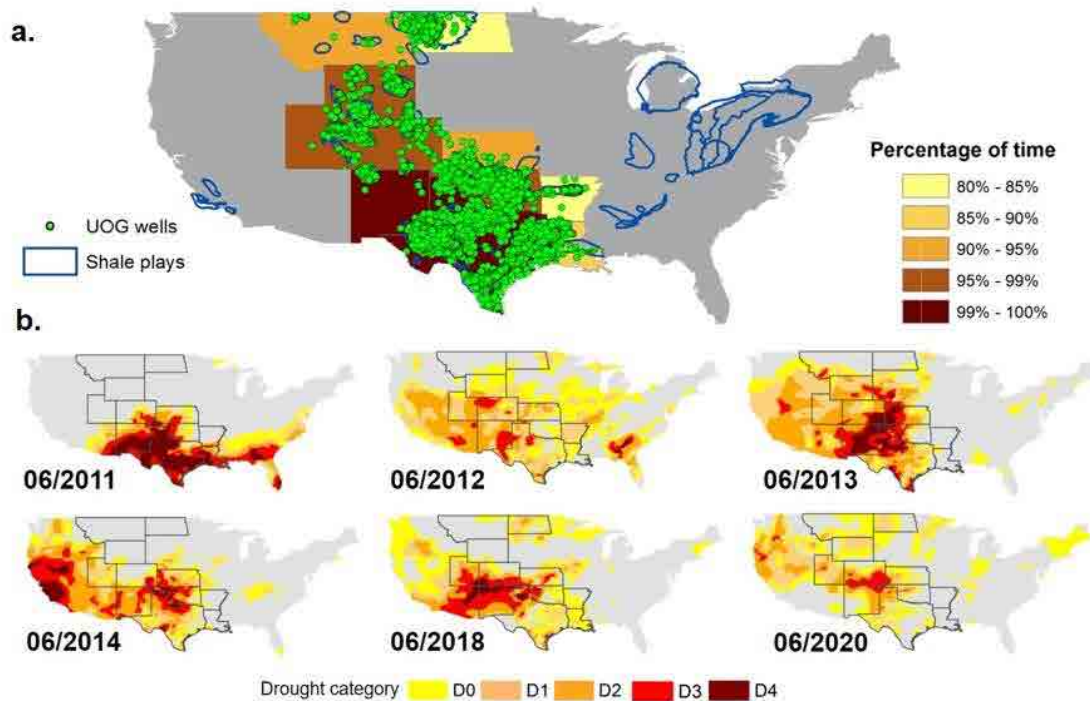 a.
UOG wells
Shale plays
Percentage of time
80% - 85%
85% - 90%
90% - 95%
95% - 99%
99% - 100%
b.
06/2011
06/2012
06/2013
06/2014
06/2018
06/2020
Drought category D0 D1 D2 D3 D4